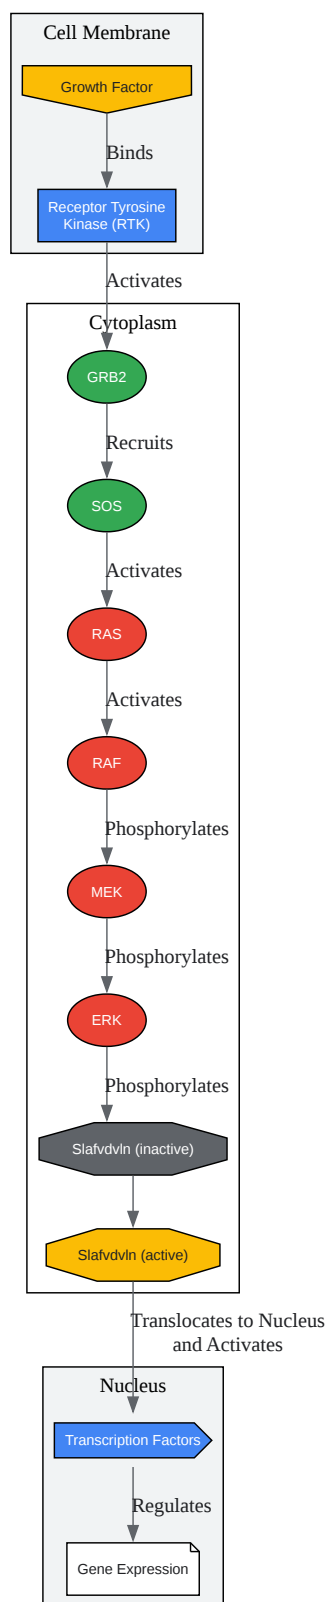 Cell Membrane
Growth Factor
Binds
Receptor Tyrosine
Kinase (RTK)
Activates
Cytoplasm
GRB2
Recruits
SOS
Activates
RAS
Activates
RAF
Phosphorylates
MEK
Phosphorylates
ERK
Phosphorylates
Slafvdvln (inactive)
Slafvdvln (active)
Translocates to Nucleus
and Activates
Nucleus
Transcription Factors
Regulates
Gene Expression